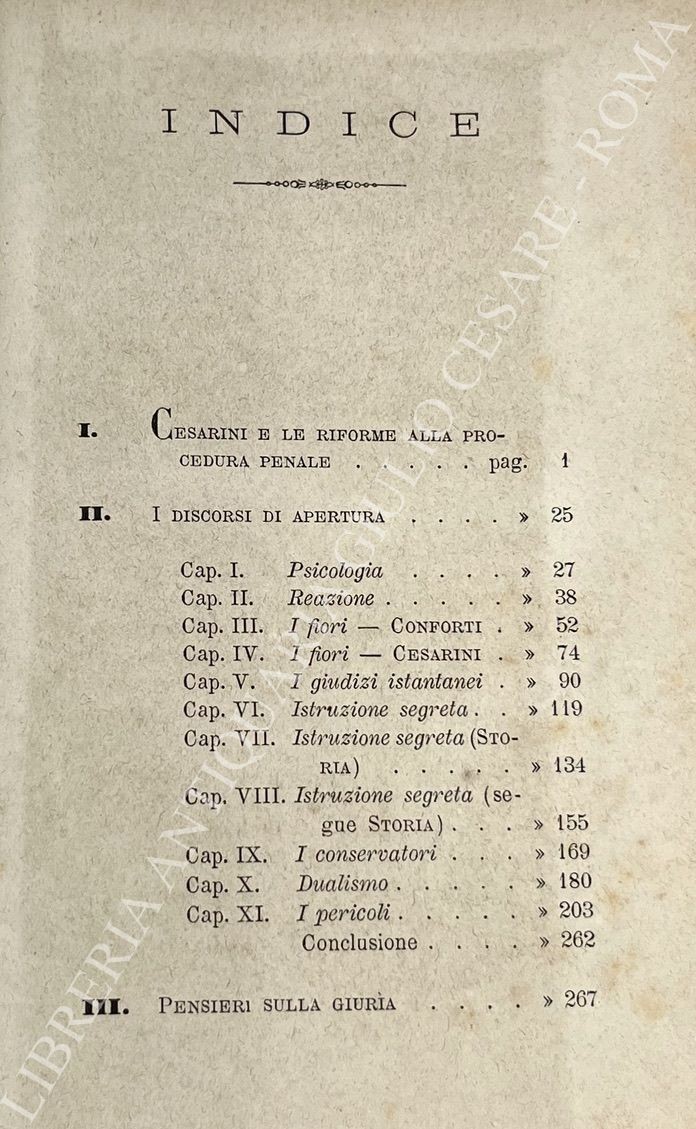 INDICE
I. CESARINI E LE RIFORME ALLA PRO-
CEDURA PENALE . . . . . pag. 1
II. I DISCORSI DI APERTURA . . . . » 25
Cap. I. Psicologia . . . . » 27
Cap. II. Reazione . . . . . » 38
Cap. III. I fiori — CONFORTI . » 52
Cap. IV. I fiori — CESARINI . » 74
Cap. V. I giudizi istantanei . » 90
Cap. VI. Istruzione segreta . . » 119
Cap. VII. Istruzione segreta (STO-
RIA) . . . . . » 134
Cap. VIII. Istruzione segreta (se-
gue STORIA) . . . » 155
Cap. IX. I conservatori . . . » 169
Cap. X. Dualismo . . . . . » 180
Cap. XI. I pericoli . . . . . » 203
Conclusione . . . . » 262
III. PENSIERI SULLA GIURÌA . . . . » 267
LIBRERIA ANTIQUARIA GIULIO CESARE - ROMA